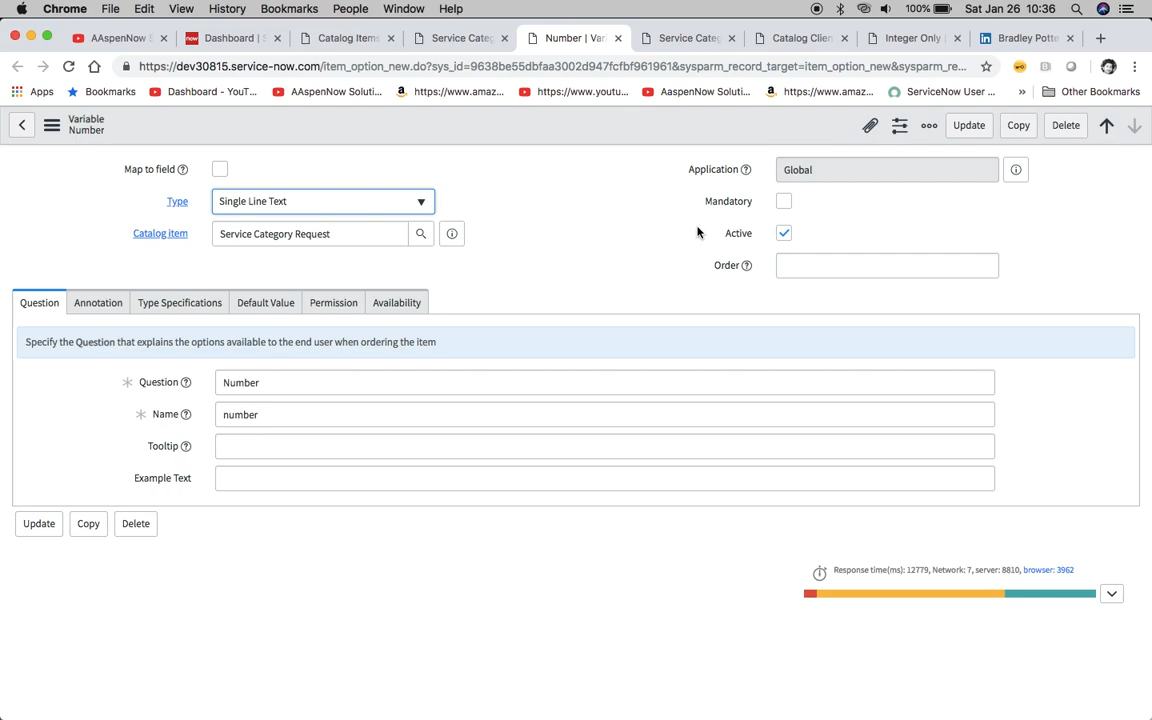 Chrome File Edit View History Bookmarks People Window Help 100% Sat Jan 26 10:36
AAspenNow S Dashboard | S Catalog Items Service Categ Number | Vari Service Categ Catalog Clien Integer Only | Bradley Potte
https://dev30815.service-now.com/item_option_new.do?sys_id=9638be55dbfaa3002d947fcfbf961961&sysparm_record_target=item_option_new&sysparm_re...
Apps Bookmarks Dashboard - YouT... AAspenNow Soluti... https://www.amaz... https://www.youtu... AaspenNow Soluti... https://www.amaz... ServiceNow User ... » Other Bookmarks
Variable
Number
Update Copy Delete
Map to field
Application Global
Type Single Line Text
Mandatory
Catalog item Service Category Request
Active
Order
Question Annotation Type Specifications Default Value Permission Availability
Specify the Question that explains the options available to the end user when ordering the item
Question Number
Name number
Tooltip
Example Text
Update Copy Delete
Response time(ms): 12779, Network: 7, server: 8810, browser: 3962